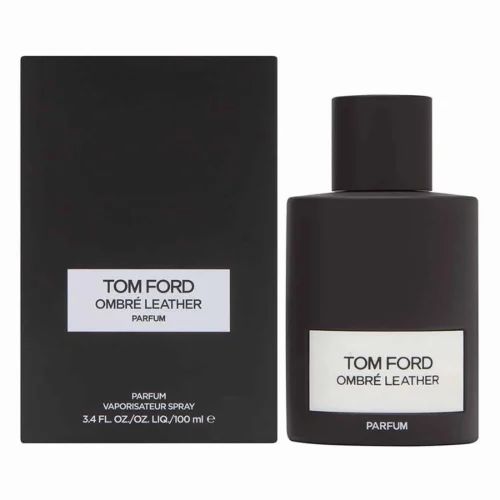 TOM FORD
OMBRÉ LEATHER
PARFUM
PARFUM
VAPORISATEUR SPRAY
3.4 FL. OZ./OZ. LIQ./100 ml ℮
TOM FORD
OMBRÉ LEATHER
PARFUM